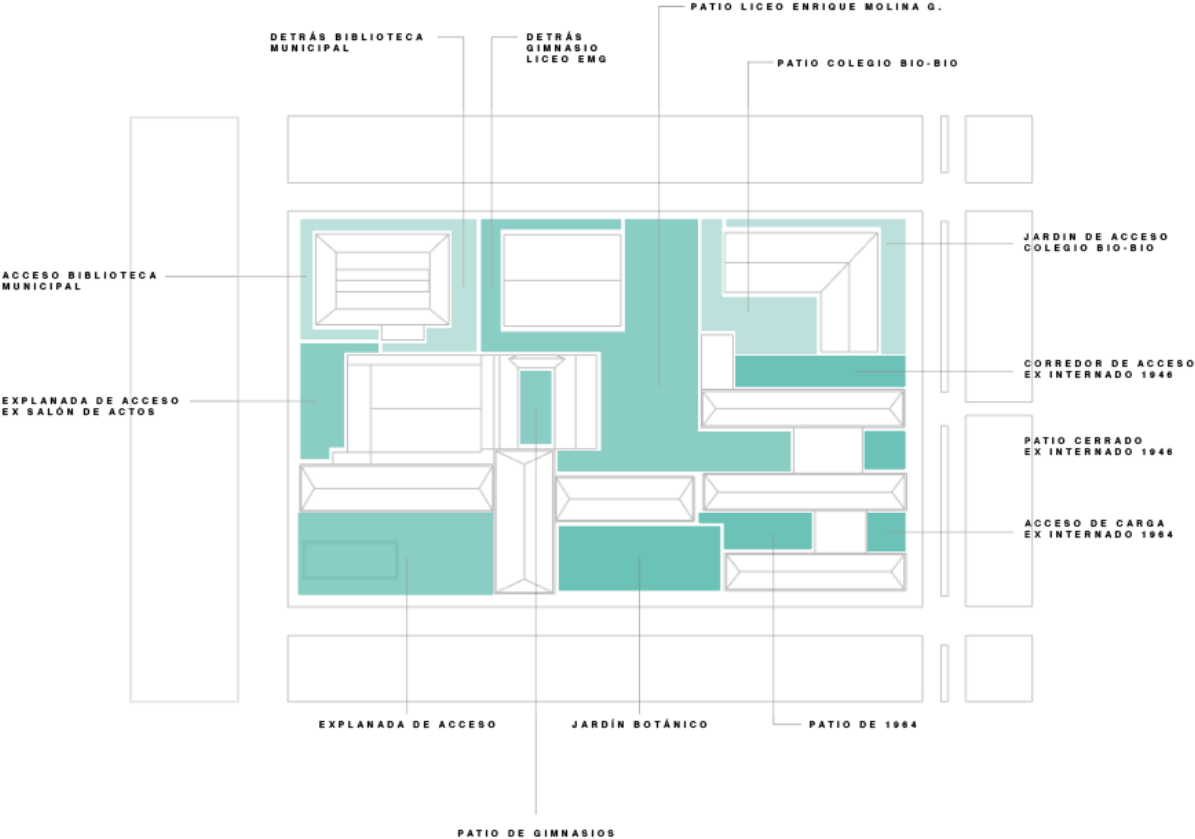 PATIO LICEO ENRIQUE MOLINA G.
DETRÁS BIBLIOTECA
MUNICIPAL
DETRÁS
GIMNASIO
LICEO EMG
PATIO COLEGIO BIO-BIO
JARDIN DE ACCESO
COLEGIO BIO-BIO
ACCESO BIBLIOTECA
MUNICIPAL
CORREDOR DE ACCESO
EX INTERNADO 1946
EXPLANADA DE ACCESO
EX SALÓN DE ACTOS
PATIO CERRADO
EX INTERNADO 1946
ACCESO DE CARGA
EX INTERNADO 1964
EXPLANADA DE ACCESO
JARDÍN BOTÁNICO
PATIO DE 1964
PATIO DE GIMNASIOS